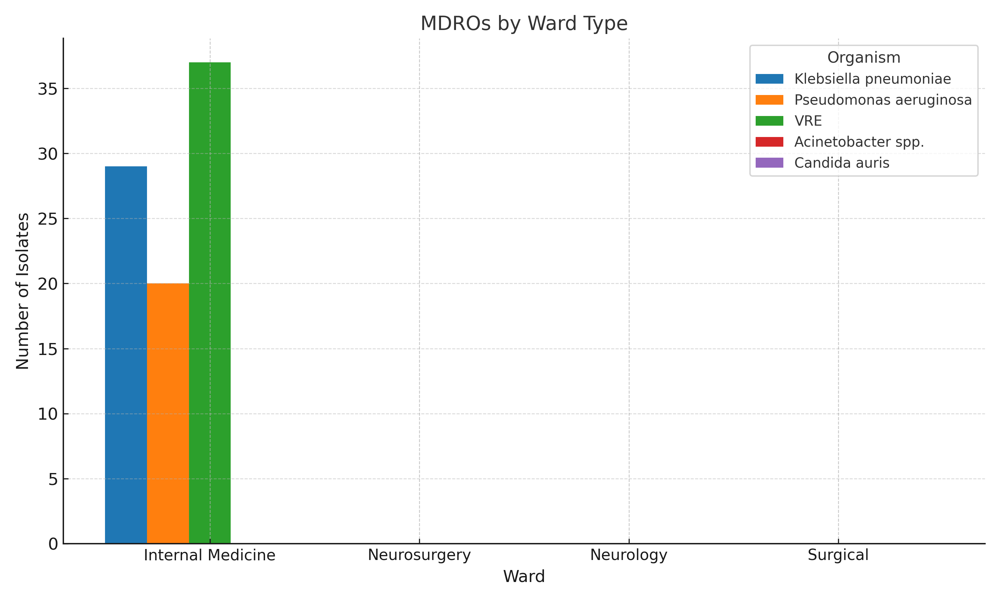 MDROs by Ward Type
Organism
Klebsiella pneumoniae
Pseudomonas aeruginosa
VRE
Acinetobacter spp.
Candida auris
Number of Isolates
35
30
25
20
15
10
5
0
Internal Medicine
Neurosurgery
Neurology
Surgical
Ward